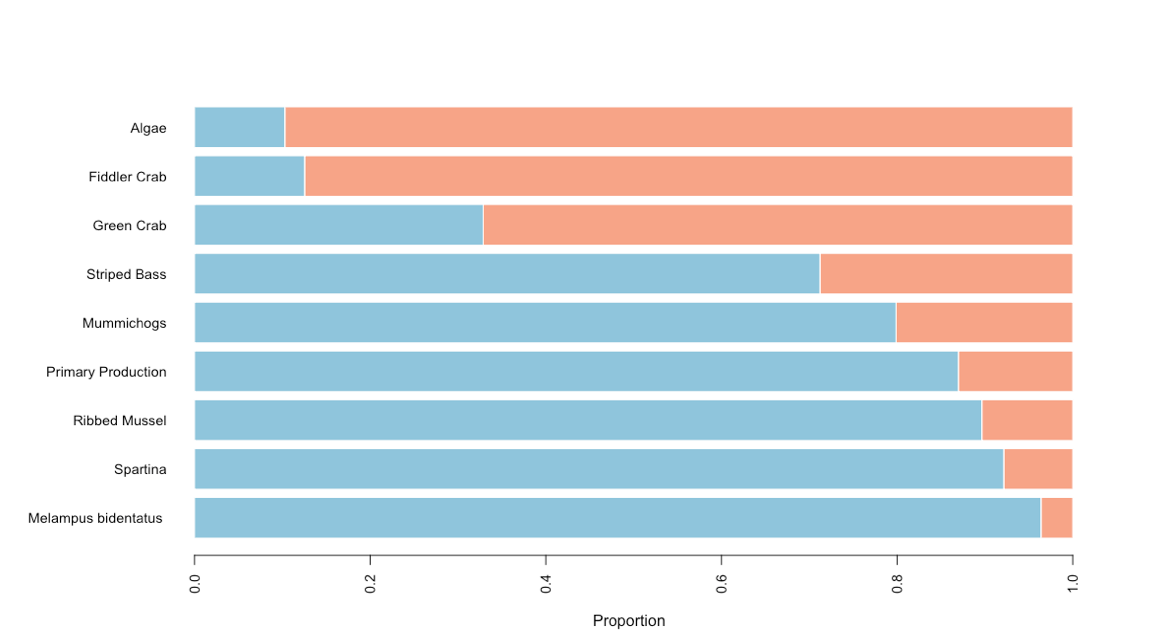 Algae
Fiddler Crab
Green Crab
Striped Bass
Mummichogs
Primary Production
Ribbed Mussel
Spartina
Melampus bidentatus
0.0 0.2 0.4 0.6 0.8 1.0
Proportion